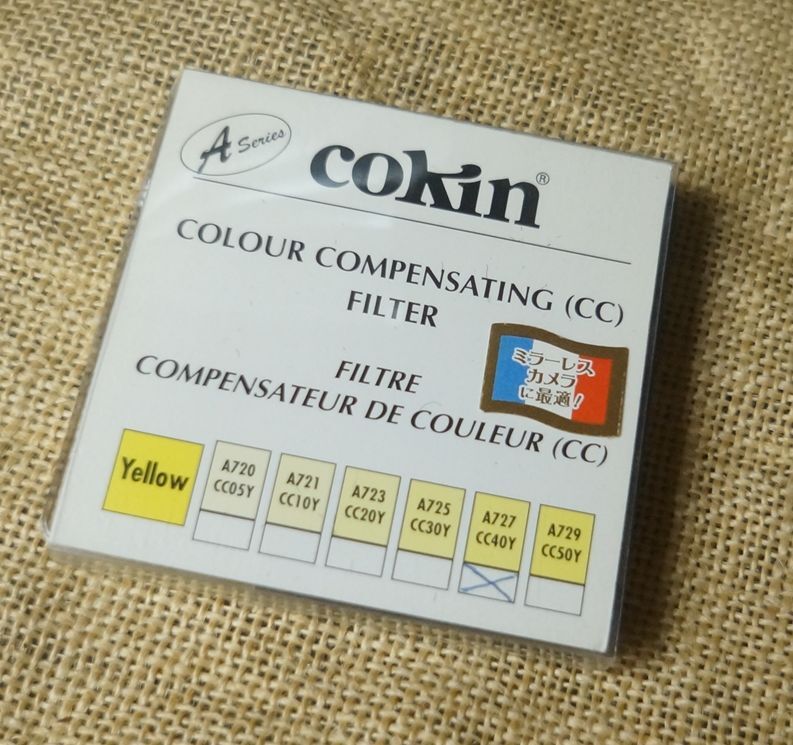 A Series
cokin®
COLOUR COMPENSATING (CC)
FILTER
ミラーレス
カメラ
に最適!
FILTRE
COMPENSATEUR DE COULEUR (CC)
Yellow
A720
CC05Y
A721
CC10Y
A723
CC20Y
A725
CC30Y
A727
CC40Y
A729
CC50Y